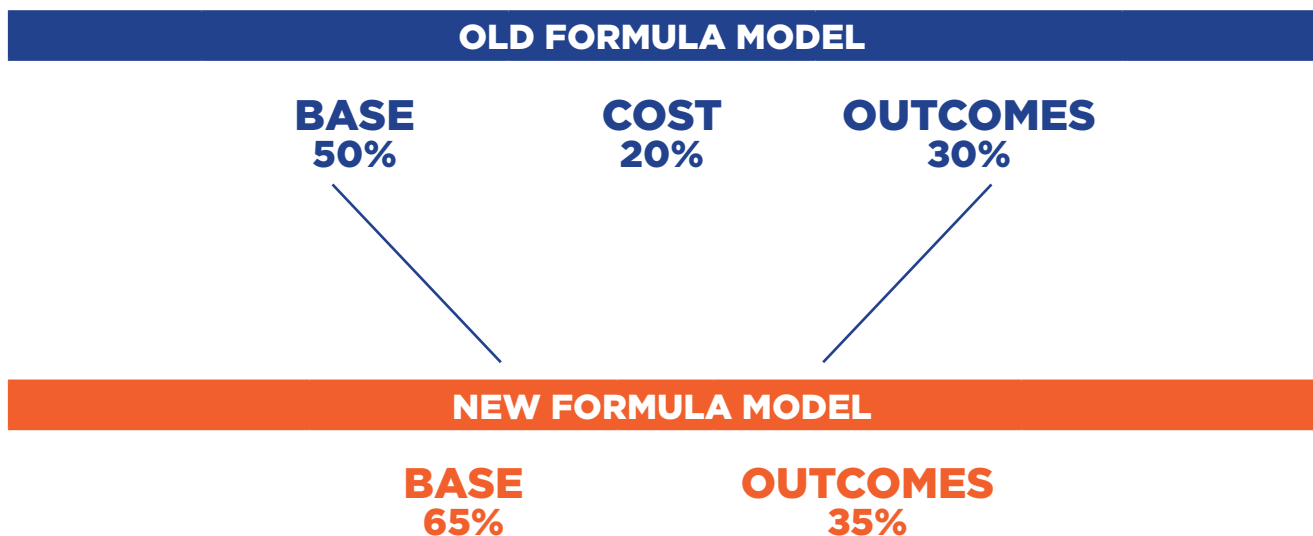 OLD FORMULA MODEL
BASE COST OUTCOMES
50% 20% 30%
NEW FORMULA MODEL
BASE OUTCOMES
65% 35%